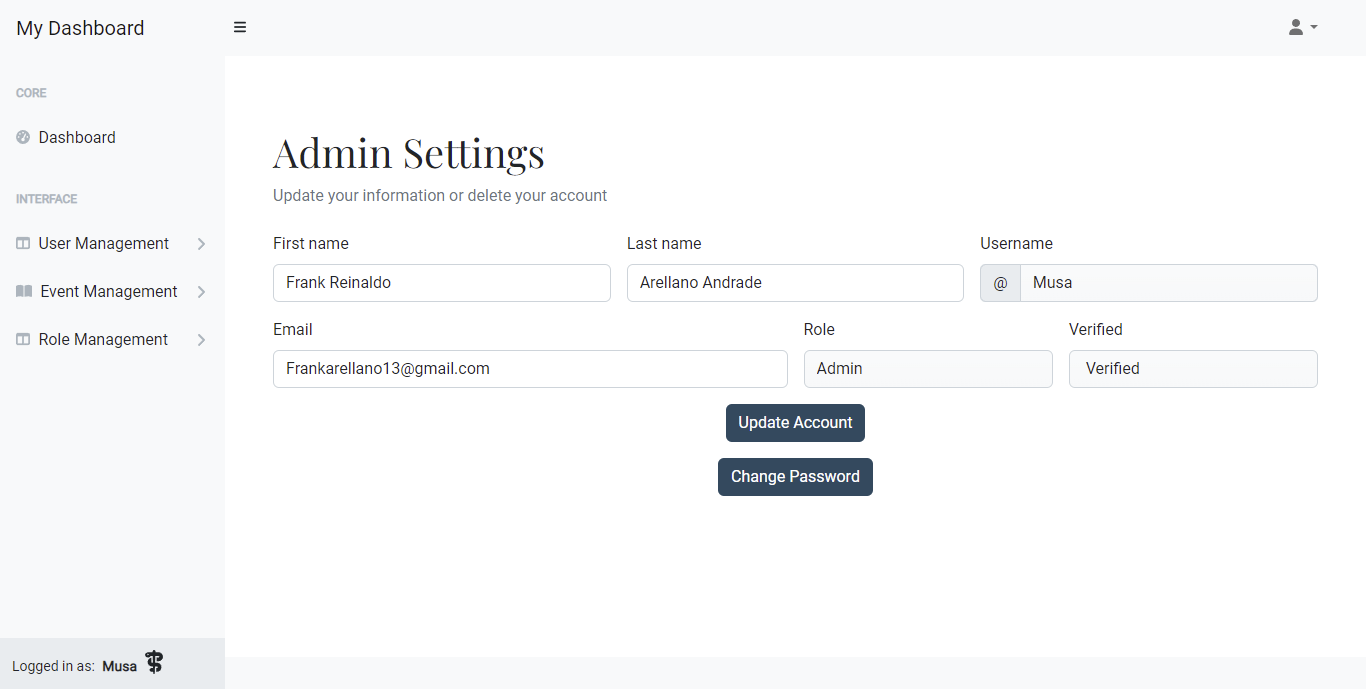 My Dashboard
CORE
Dashboard
INTERFACE
User Management
Event Management
Role Management
Logged in as: Musa
Admin Settings
Update your information or delete your account
First name Last name Username
Frank Reinaldo Arellano Andrade @ Musa
Email Role Verified
Frankarellano13@gmail.com Admin Verified
Update Account
Change Password